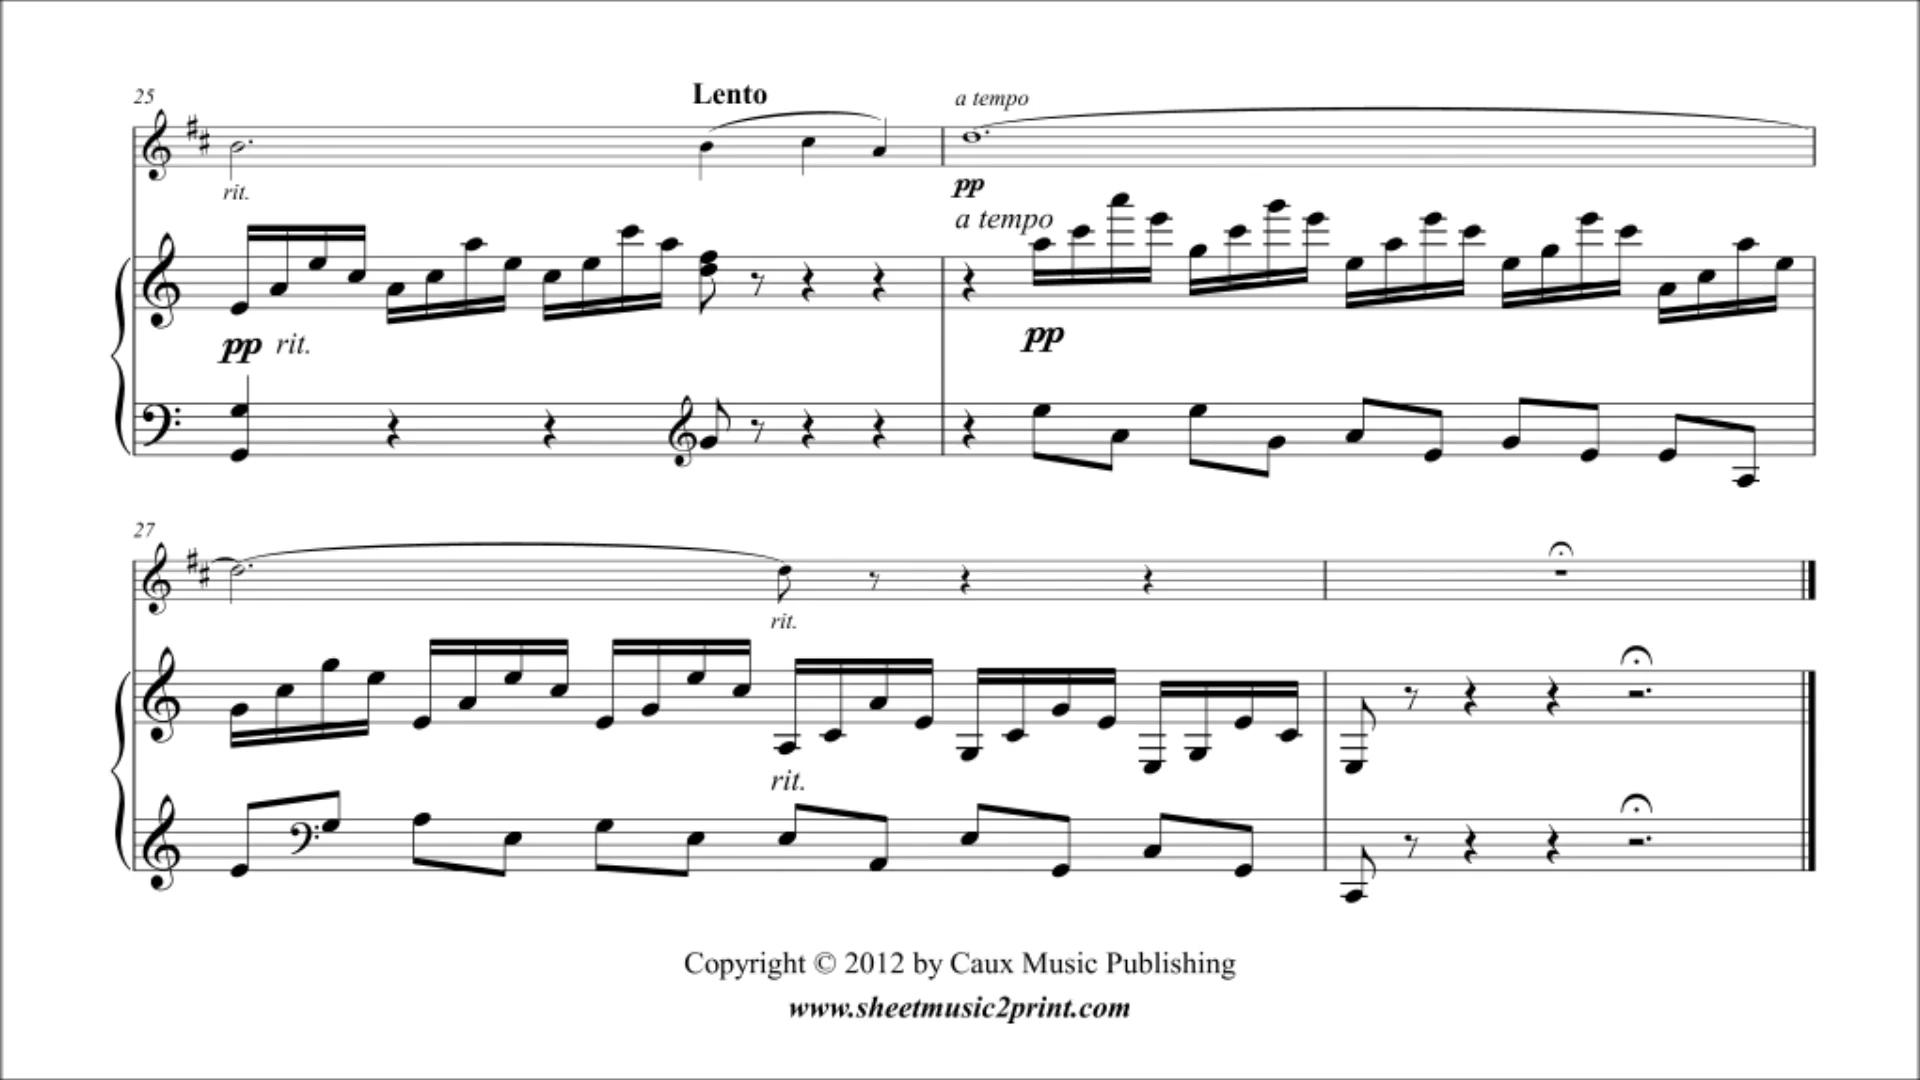 25
Lento
a tempo
rit.
pp
a tempo
pp rit.
pp
27
rit.
rit.
Copyright © 2012 by Caux Music Publishing
www.sheetmusic2print.com